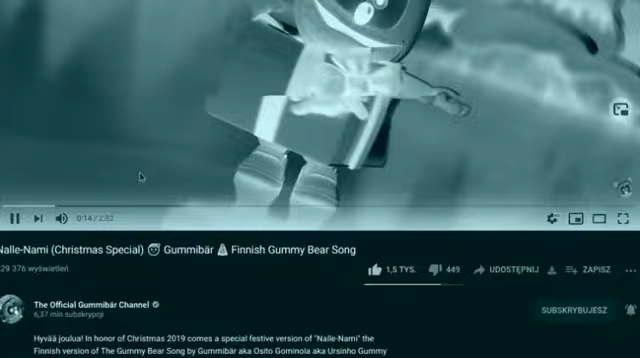 0:14 / 2:52
Nalle-Nami (Christmas Special) 🎅 Gummibär 🎄 Finnish Gummy Bear Song
29 376 wyświetleń
1,5 TYS. 449 UDOSTĘPNIJ ZAPISZ
The Official Gummibär Channel
6,37 mln subskrypcji
SUBSKRYBUJESZ
Hyvää joulua! In honor of Christmas 2019 comes a special festive version of "Nalle-Nami" the
Finnish version of The Gummy Bear Song by Gummibär aka Osito Gominola aka Ursinho Gummy